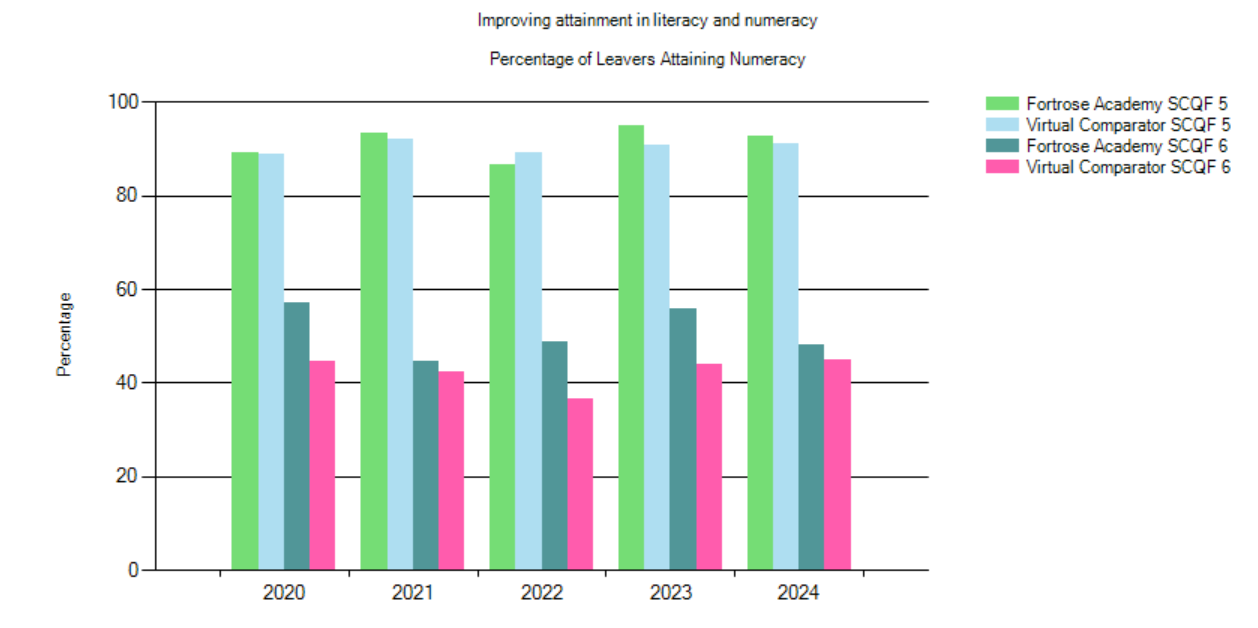 Improving attainment in literacy and numeracy
Percentage of Leavers Attaining Numeracy
100
80
60
40
20
0
Percentage
2020 2021 2022 2023 2024
Fortrose Academy SCQF 5
Virtual Comparator SCQF 5
Fortrose Academy SCQF 6
Virtual Comparator SCQF 6